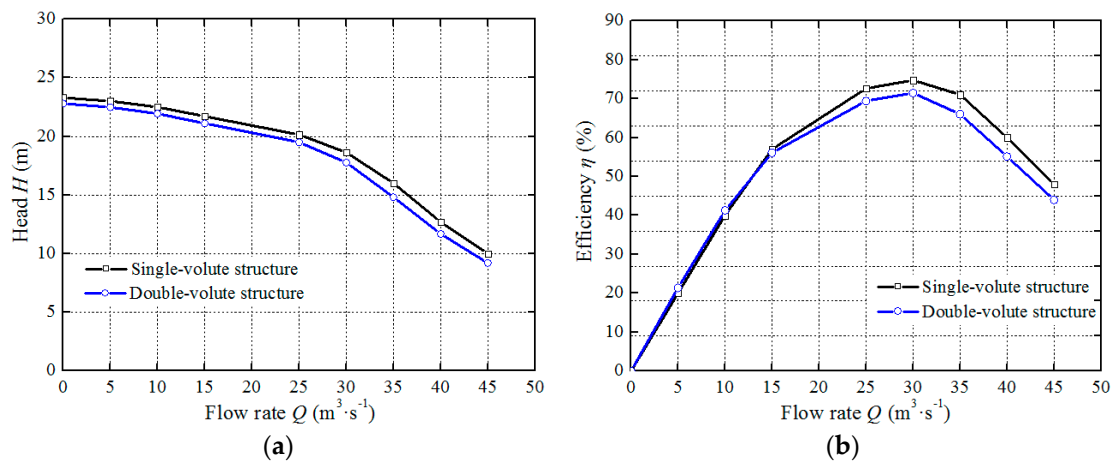 30
25
20
15
10
5
0
Head H (m)
Single-volute structure
Double-volute structure
0 5 10 15 20 25 30 35 40 45 50
Flow rate Q (m³·s⁻¹)
(a)
90
80
70
60
50
40
30
20
10
0
Efficiency η (%)
Single-volute structure
Double-volute structure
0 5 10 15 20 25 30 35 40 45 50
Flow rate Q (m³·s⁻¹)
(b)